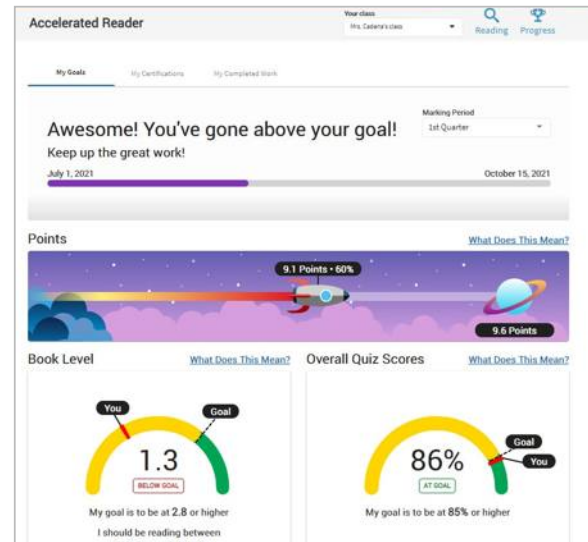 Accelerated Reader
Your class
Mrs. Cadena's class
Reading
Progress
My Goals
My Certifications
My Completed Work
Marking Period
1st Quarter
Awesome! You've gone above your goal!
Keep up the great work!
July 1, 2021
October 15, 2021
Points
What Does This Mean?
9.1 Points • 60%
9.6 Points
Book Level
What Does This Mean?
You
Goal
1.3
BELOW GOAL
My goal is to be at 2.8 or higher
I should be reading between
Overall Quiz Scores
What Does This Mean?
Goal
You
86%
AT GOAL
My goal is to be at 85% or higher